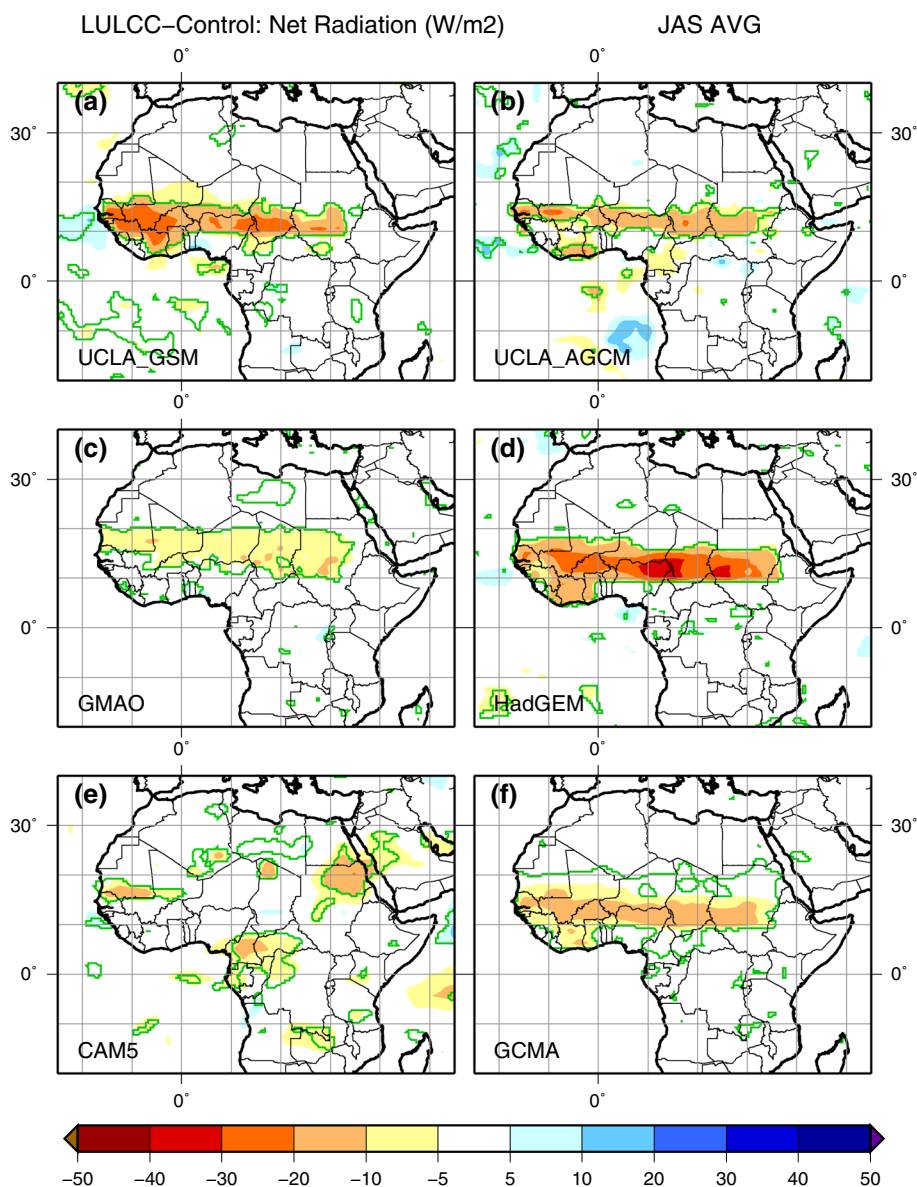 LULCC−Control: Net Radiation (W/m2) JAS AVG
0˚ 0˚
(a) (b)
30˚ 30˚
0˚ 0˚
UCLA_GSM UCLA_AGCM
0˚ 0˚
(c) (d)
30˚ 30˚
0˚ 0˚
GMAO HadGEM
0˚ 0˚
(e) (f)
30˚ 30˚
0˚ 0˚
CAM5 GCMA
0˚ 0˚
−50 −40 −30 −20 −10 −5 5 10 20 30 40 50